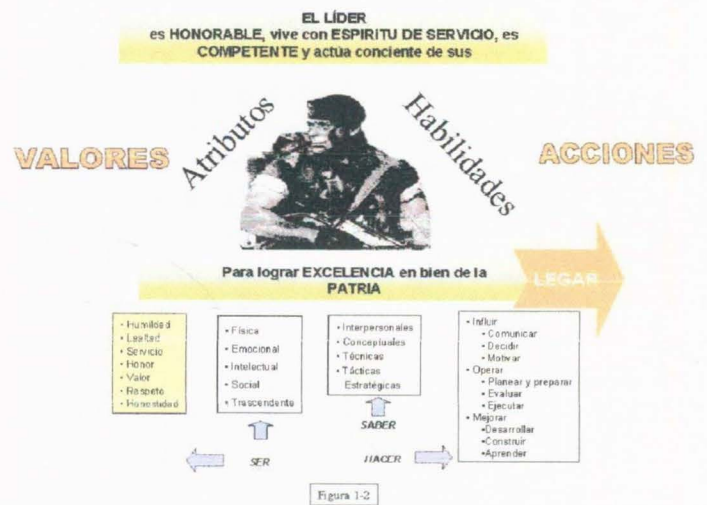 EL LÍDER
es HONORABLE, vive con ESPIRITU DE SERVICIO, es
COMPETENTE y actúa conciente de sus
VALORES
Atributos
Habilidades
ACCIONES
Para lograr EXCELENCIA en bien de la
PATRIA
LEGAR
• Humildad
• Lealtad
• Servicio
• Honor
• Valor
• Respeto
• Honestidad
• Física
• Emocional
• Intelectual
• Social
• Trascendente
• Interpersonales
• Conceptuales
• Técnicas
• Tácticas
Estratégicas
• Influir
• Comunicar
• Decidir
• Motivar
• Operar
• Planear y preparar
• Evaluar
• Ejecutar
• Mejorar
•Desarrollar
•Construir
•Aprender
SABER
SER
HACER
Figura 1-2